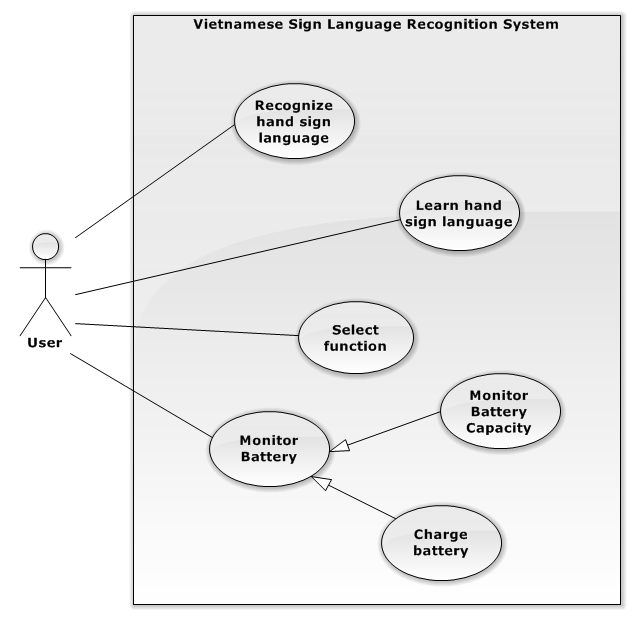 Vietnamese Sign Language Recognition System
Recognize
hand sign
language
Learn hand
sign language
User
Select
function
Monitor
Battery
Monitor
Battery
Capacity
Charge
battery